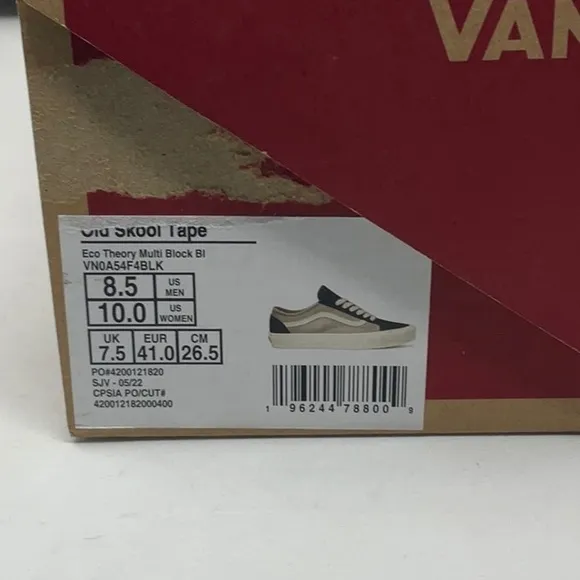 VAN
Old Skool Tape
Eco Theory Multi Block Bl
VN0A54F4BLK
8.5 US MEN
10.0 US WOMEN
UK EUR CM
7.5 41.0 26.5
PO#4200121820
SJV - 05/22
CPSIA PO/CUT#
420012182000400
1 96244 78800 9